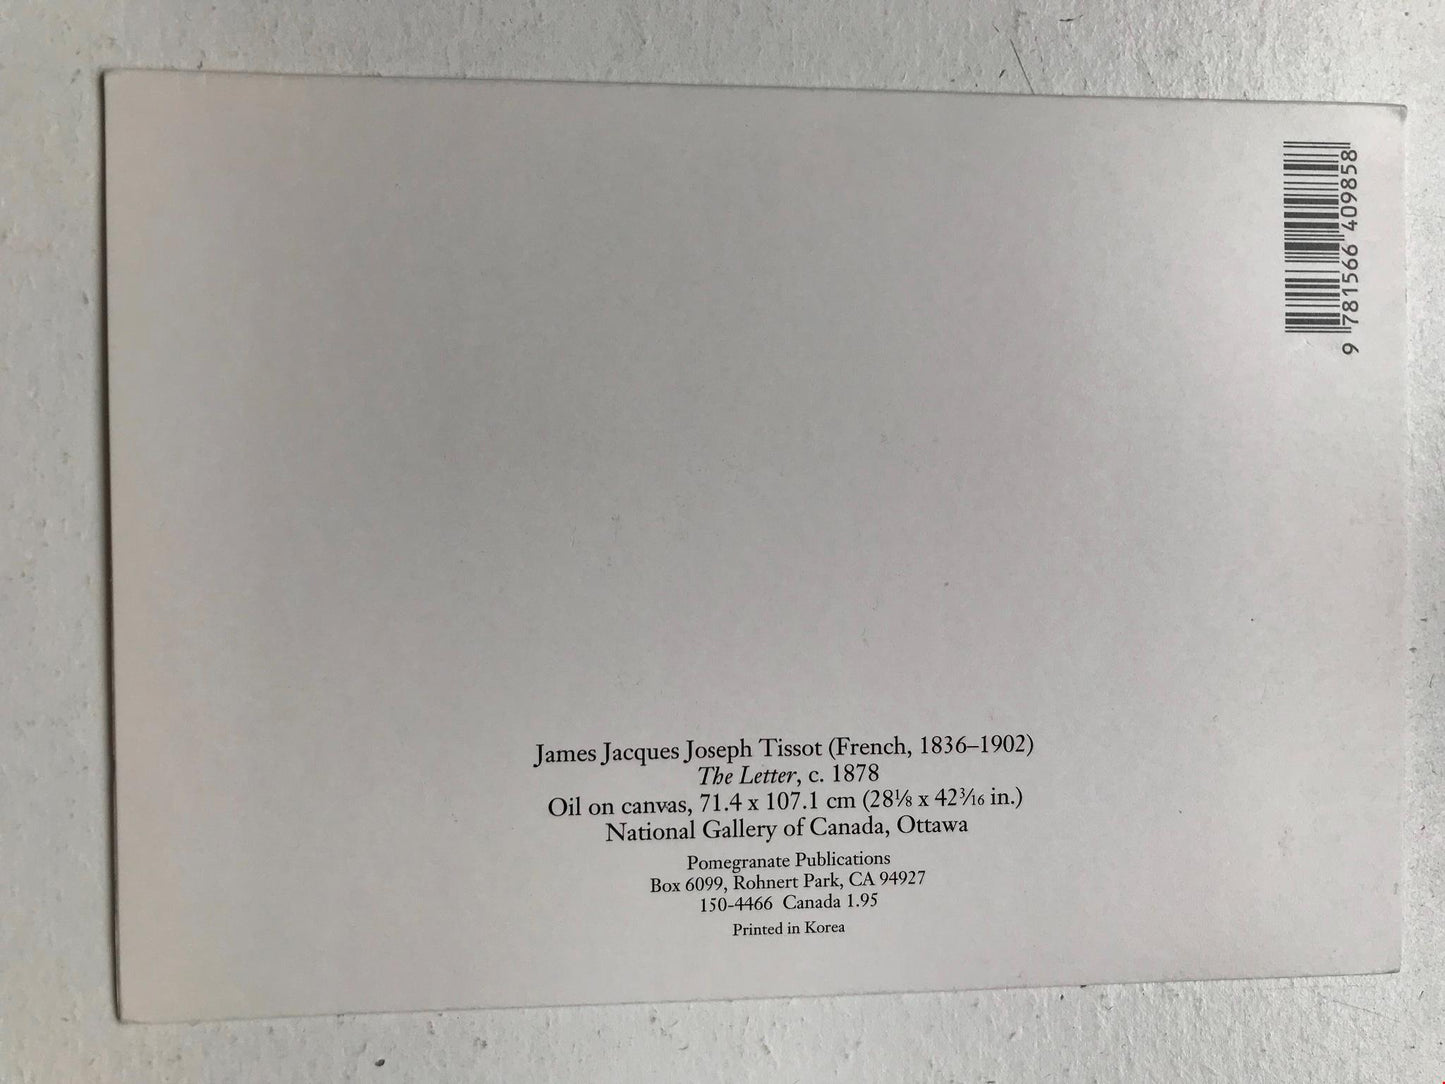 9 781566 409858
James Jacques Joseph Tissot (French, 1836–1902)
The Letter, c. 1878
Oil on canvas, 71.4 x 107.1 cm (28⅛ x 42³⁄₁₆ in.)
National Gallery of Canada, Ottawa
Pomegranate Publications
Box 6099, Rohnert Park, CA 94927
150-4466 Canada 1.95
Printed in Korea